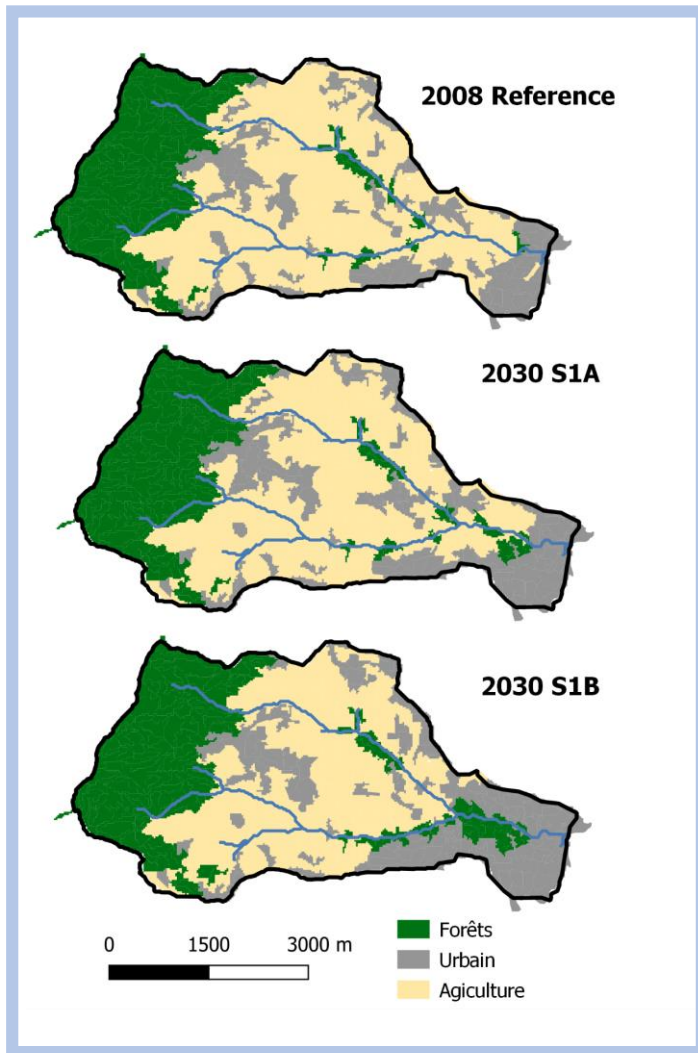 2008 Reference
2030 S1A
2030 S1B
0 1500 3000 m
Forêts
Urbain
Agiculture